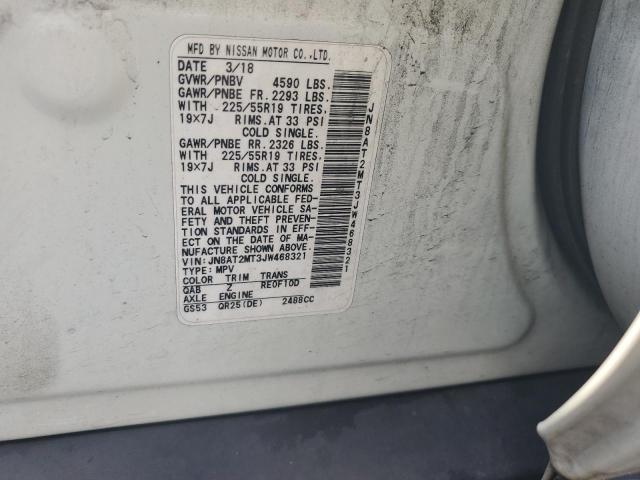 MFD BY NISSAN MOTOR CO.,LTD.
DATE 3/18
GVWR/PNBV 4590 LBS.
GAWR/PNBE FR. 2293 LBS.
WITH 225/55R19 TIRES.
19X7J RIMS.AT 33 PSI
COLD SINGLE.
GAWR/PNBE RR. 2326 LBS.
WITH 225/55R19 TIRES.
19X7J RIMS.AT 33 PSI
COLD SINGLE.
THIS VEHICLE CONFORMS
TO ALL APPLICABLE FED-
ERAL MOTOR VEHICLE SA-
FETY AND THEFT PREVEN-
TION STANDARDS IN EFF-
ECT ON THE DATE OF MA-
NUFACTURE SHOWN ABOVE.
VIN:JN8AT2MT3JW468321
TYPE:MPV
COLOR TRIM TRANS
QAB Z RE0F10D
AXLE ENGINE
GS53 QR25(DE) 2488CC
JN8AT2MT3JW468321